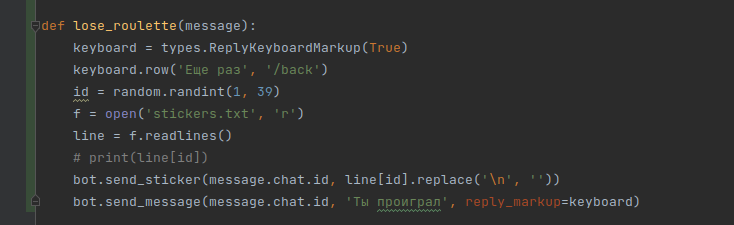 def lose_roulette(message):
    keyboard = types.ReplyKeyboardMarkup(True)
    keyboard.row('Еще раз', '/back')
    id = random.randint(1, 39)
    f = open('stickers.txt', 'r')
    line = f.readlines()
    # print(line[id])
    bot.send_sticker(message.chat.id, line[id].replace('\n', ''))
    bot.send_message(message.chat.id, 'Ты проиграл', reply_markup=keyboard)